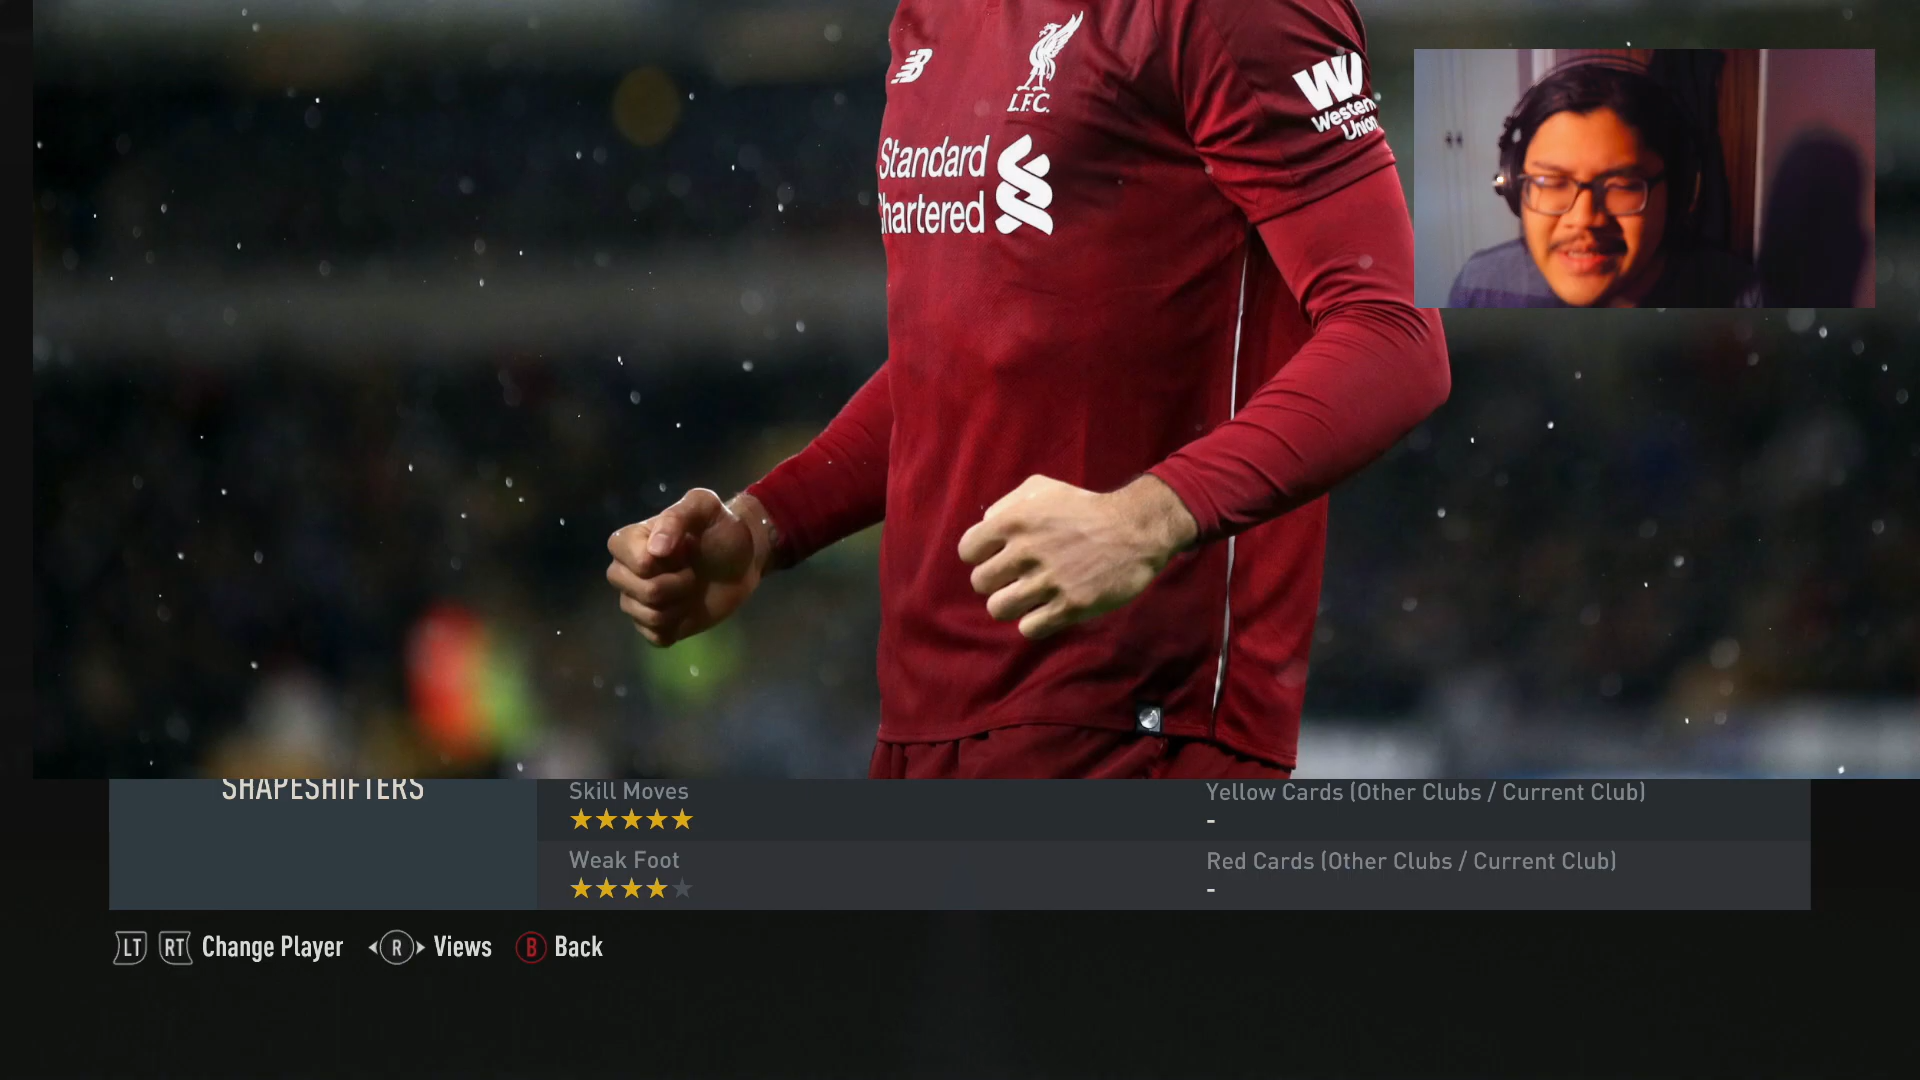 L.F.C.
Standard
Chartered
Western
Union
SHAPESHIFTERS
Skill Moves
Yellow Cards (Other Clubs / Current Club)
-
Weak Foot
Red Cards (Other Clubs / Current Club)
-
LT RT Change Player R Views B Back